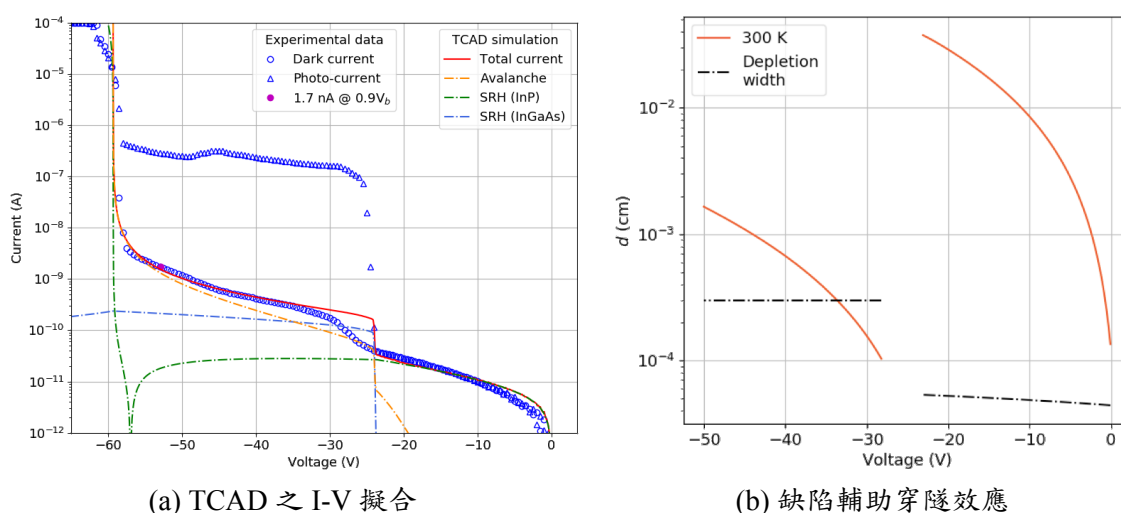 10⁻⁴
10⁻⁵
10⁻⁶
10⁻⁷
10⁻⁸
10⁻⁹
10⁻¹⁰
10⁻¹¹
10⁻¹²
Current (A)
Experimental data
Dark current
Photo-current
1.7 nA @ 0.9V_b
TCAD simulation
Total current
Avalanche
SRH (InP)
SRH (InGaAs)
−60 −50 −40 −30 −20 −10 0
Voltage (V)
(a) TCAD 之 I-V 擬合
10⁻²
10⁻³
10⁻⁴
d (cm)
300 K
Depletion
width
−50 −40 −30 −20 −10 0
Voltage (V)
(b) 缺陷輔助穿隧效應